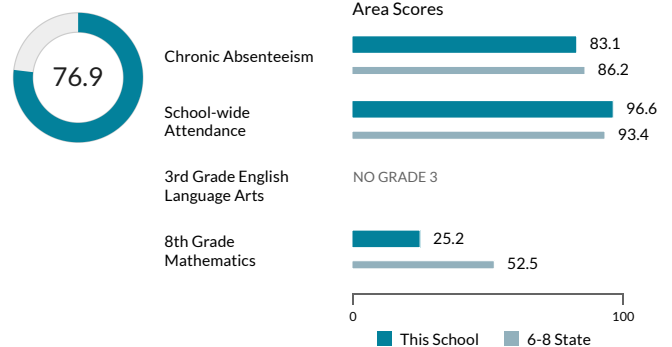 Area Scores
76.9
Chronic Absenteeism
83.1
86.2
School-wide
Attendance
96.6
93.4
3rd Grade English
Language Arts
NO GRADE 3
8th Grade
Mathematics
25.2
52.5
0
100
This School
6-8 State